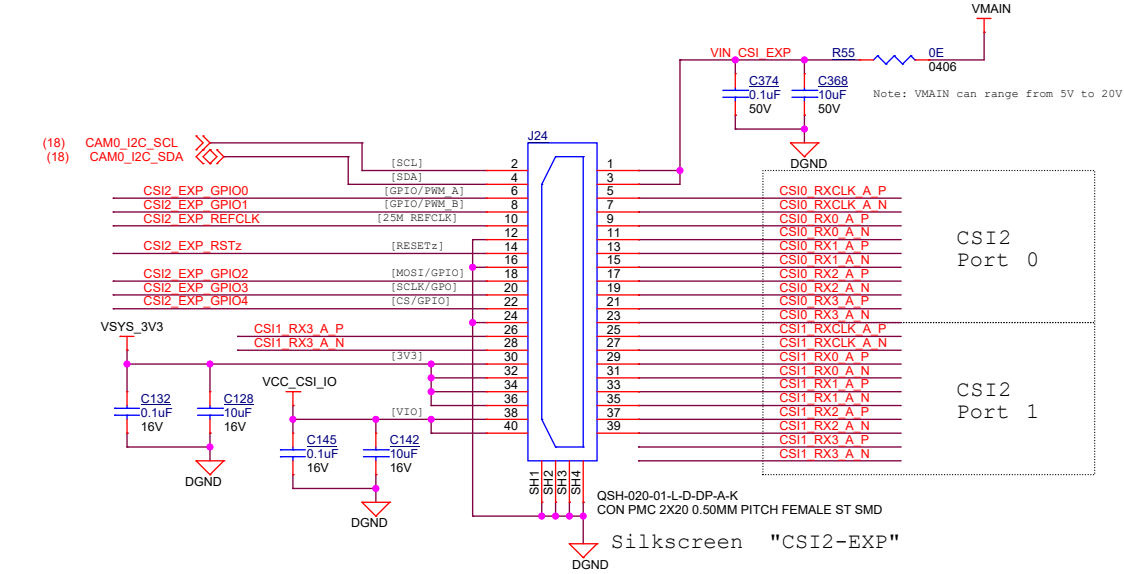 VMAIN
VIN_CSI_EXP
R55
0E
0406
C374
0.1uF
50V
C368
10uF
50V
Note: VMAIN can range from 5V to 20V
DGND
J24
(18) CAM0_I2C_SCL
(18) CAM0_I2C_SDA
[SCL] 2
[SDA] 4
CSI2_EXP_GPIO0 [GPIO/PWM_A] 6
CSI2_EXP_GPIO1 [GPIO/PWM_B] 8
CSI2_EXP_REFCLK [25M REFCLK] 10
12
CSI2_EXP_RSTz [RESETz] 14
16
CSI2_EXP_GPIO2 [MOSI/GPIO] 18
CSI2_EXP_GPIO3 [SCLK/GPO] 20
CSI2_EXP_GPIO4 [CS/GPIO] 22
24
CSI1_RX3_A_P 26
CSI1_RX3_A_N 28
[3V3] 30
32
34
36
[VIO] 38
40
1
3
5 CSI0_RXCLK_A_P
7 CSI0_RXCLK_A_N
9 CSI0_RX0_A_P
11 CSI0_RX0_A_N
13 CSI0_RX1_A_P
15 CSI0_RX1_A_N
17 CSI0_RX2_A_P
19 CSI0_RX2_A_N
21 CSI0_RX3_A_P
23 CSI0_RX3_A_N
25 CSI1_RXCLK_A_P
27 CSI1_RXCLK_A_N
29 CSI1_RX0_A_P
31 CSI1_RX0_A_N
33 CSI1_RX1_A_P
35 CSI1_RX1_A_N
37 CSI1_RX2_A_P
39 CSI1_RX2_A_N
CSI1_RX3_A_P
CSI1_RX3_A_N
CSI2
Port 0
CSI2
Port 1
VSYS_3V3
C132
0.1uF
16V
C128
10uF
16V
DGND
VCC_CSI_IO
C145
0.1uF
16V
C142
10uF
16V
DGND
SH1
SH2
SH3
SH4
QSH-020-01-L-D-DP-A-K
CON PMC 2X20 0.50MM PITCH FEMALE ST SMD
Silkscreen "CSI2-EXP"
DGND